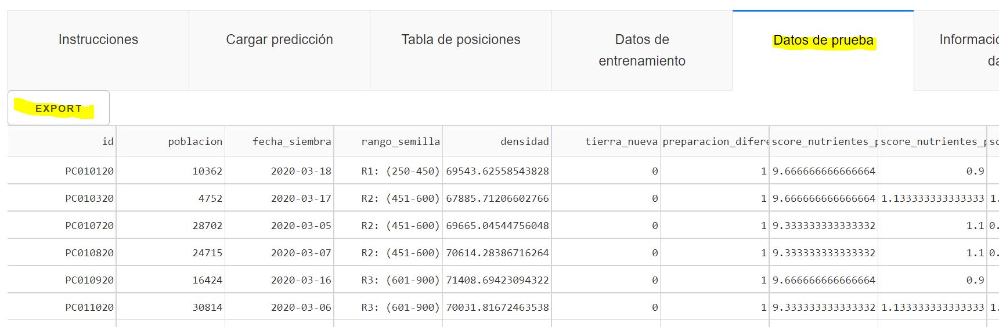 Instrucciones Cargar predicción Tabla de posiciones Datos de entrenamiento Datos de prueba
EXPORT
id poblacion fecha_siembra rango_semilla densidad tierra_nueva preparacion_difere score_nutrientes_p score_nutrientes_p sc
PC010120 10362 2020-03-18 R1: (250-450) 69543.62558543828 0 1 9.666666666666664 0.9
PC010320 4752 2020-03-17 R2: (451-600) 67885.71206602766 0 1 9.666666666666664 1.133333333333333 1.
PC010720 28702 2020-03-05 R2: (451-600) 69665.04544756048 0 1 9.333333333333332 1.1 0.
PC010820 24715 2020-03-07 R2: (451-600) 70614.28386716264 0 1 9.333333333333332 1.1 0.
PC010920 16424 2020-03-16 R3: (601-900) 71408.69423094322 0 1 9.666666666666664 0.9
PC011020 30814 2020-03-06 R3: (601-900) 70031.81672463538 0 1 9.333333333333332 1.133333333333333 1.